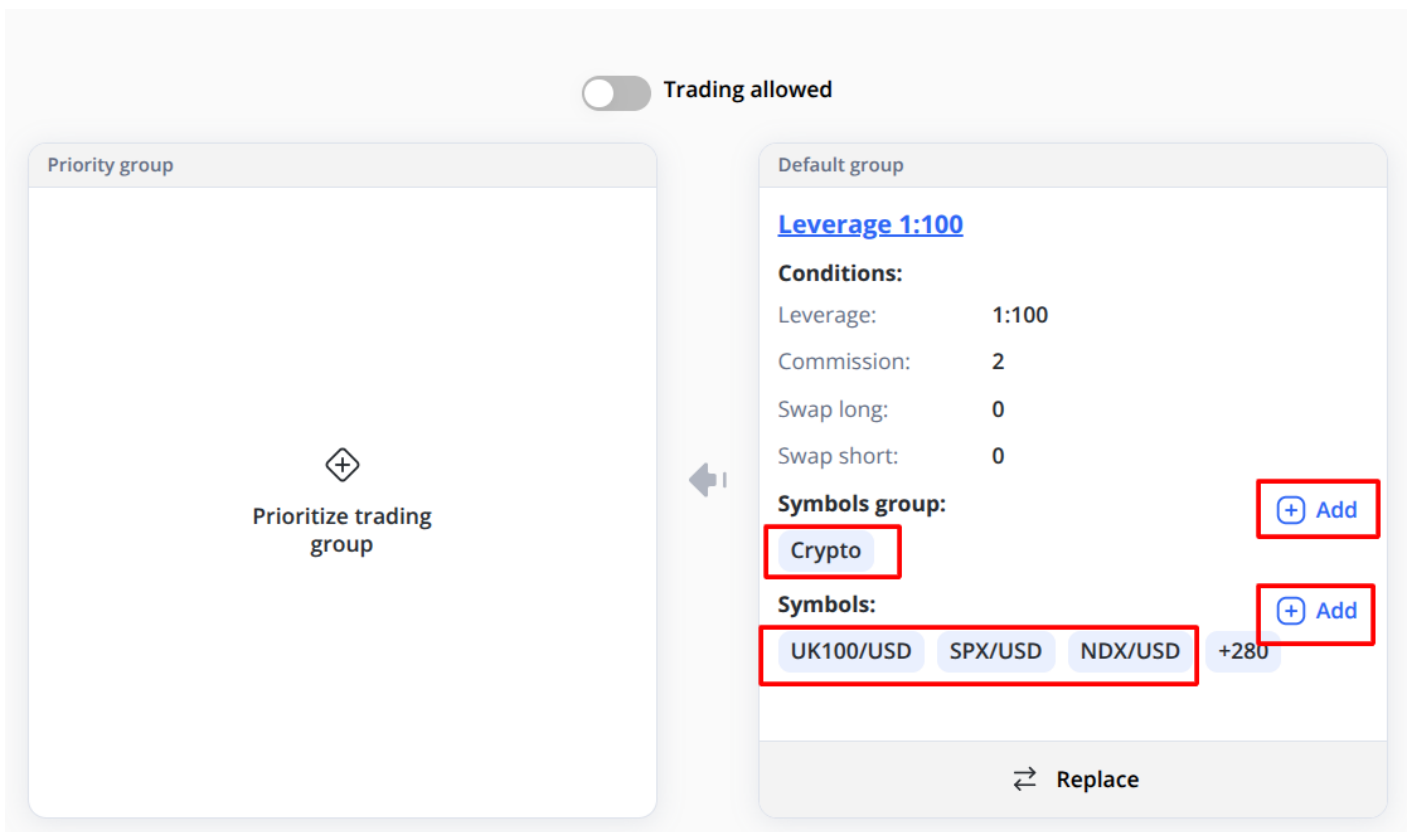 Trading allowed
Priority group
Prioritize trading
group
Default group
Leverage 1:100
Conditions:
Leverage: 1:100
Commission: 2
Swap long: 0
Swap short: 0
Symbols group: Add
Crypto
Symbols: Add
UK100/USD SPX/USD NDX/USD +280
Replace